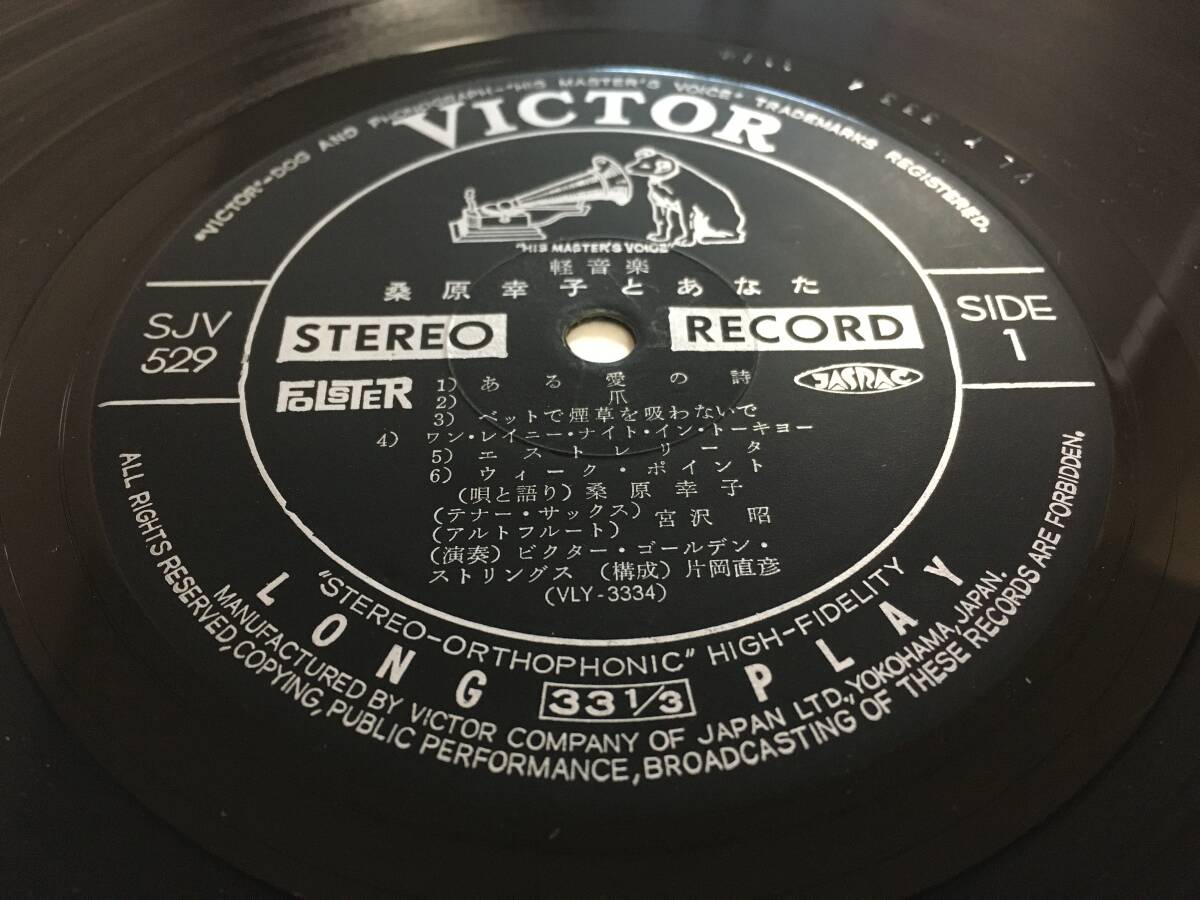 "VICTOR"-DOG AND PHONOGRAPH-"HIS MASTER'S VOICE" TRADEMARKS REGISTERED.
VICTOR
"HIS MASTER'S VOICE"
軽音楽
桑原幸子とあなた
SJV
529
STEREO RECORD
SIDE
1
FOLSTER
JASRAC
1) ある愛の詩
2) 爪
3) ベットで煙草を吸わないで
4) ワン・レイニー・ナイト・イン・トーキョー
5) エストレリータ
6) ウィーク・ポイント
(唄と語り) 桑原幸子
(テナー・サックス) 宮沢 昭
(アルトフルート)
(演奏) ビクター・ゴールデン・
ストリングス (構成) 片岡直彦
(VLY-3334)
"STEREO-ORTHOPHONIC" HIGH-FIDELITY
LONG 33 1/3 PLAY
MANUFACTURED BY VICTOR COMPANY OF JAPAN LTD., YOKOHAMA, JAPAN.
ALL RIGHTS RESERVED, COPYING, PUBLIC PERFORMANCE, BROADCASTING OF THESE RECORDS ARE FORBIDDEN.